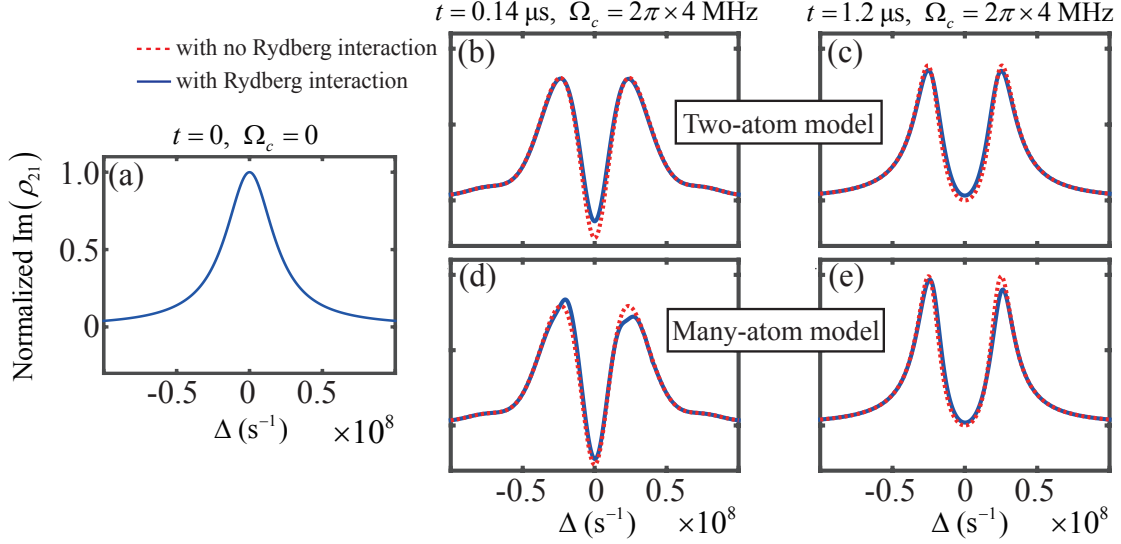 t = 0.14 μs, Ω_c = 2π × 4 MHz
t = 1.2 μs, Ω_c = 2π × 4 MHz
with no Rydberg interaction
with Rydberg interaction
t = 0, Ω_c = 0
(a)
Normalized Im(ρ₂₁)
1.0
0.5
0
-0.5 0 0.5
Δ (s⁻¹) ×10⁸
(b)
(c)
Two-atom model
(d)
(e)
Many-atom model
-0.5 0 0.5
Δ (s⁻¹) ×10⁸
-0.5 0 0.5
Δ (s⁻¹) ×10⁸